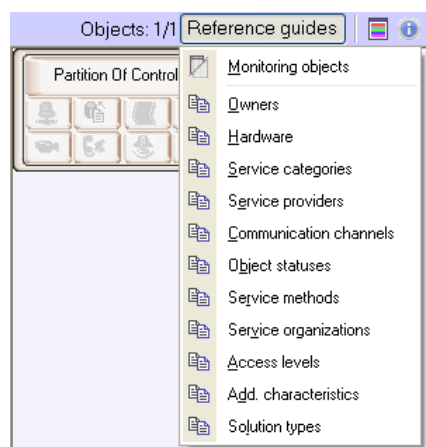 Objects: 1/1 Reference guides
Partition Of Control
Monitoring objects
Owners
Hardware
Service categories
Service providers
Communication channels
Object statuses
Service methods
Service organizations
Access levels
Add. characteristics
Solution types